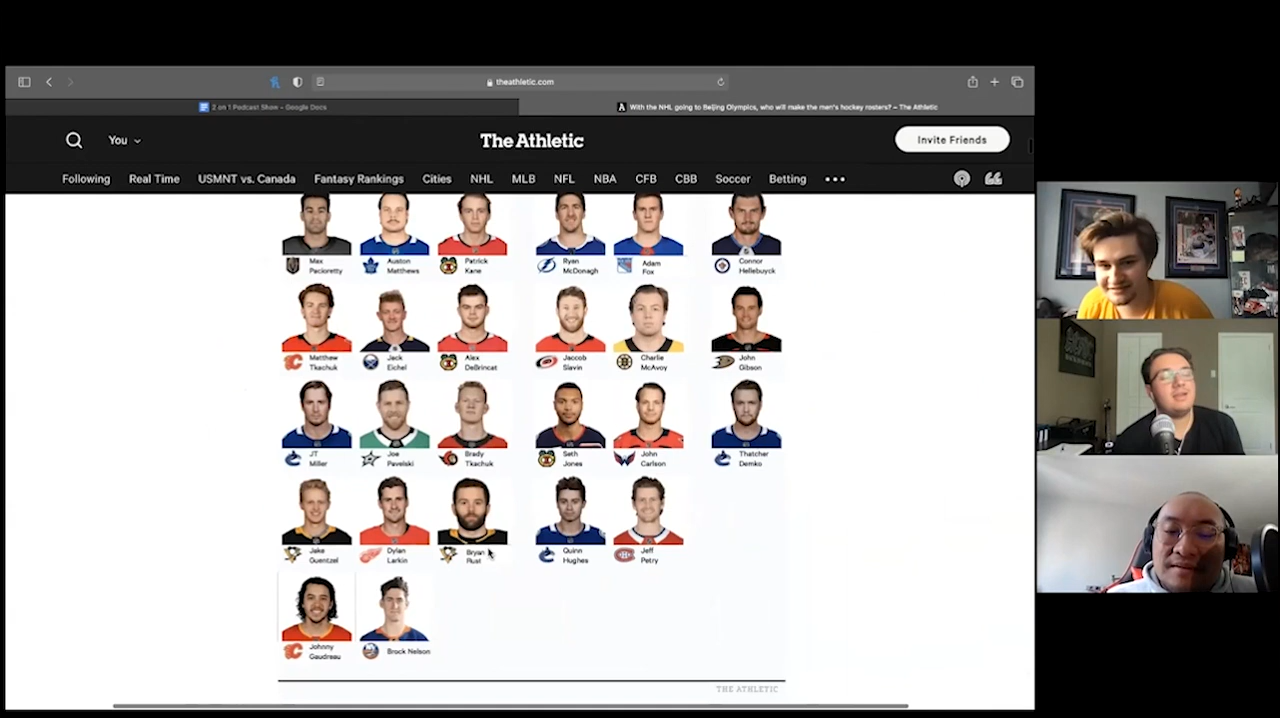 theathletic.com
2 on 1 Podcast Show – Google Docs
With the NHL going to Beijing Olympics, who will make the men's hockey rosters? – The Athletic
You
The Athletic
Invite Friends
Following Real Time USMNT vs. Canada Fantasy Rankings Cities NHL MLB NFL NBA CFB CBB Soccer Betting
Max Pacioretty
Auston Matthews
Patrick Kane
Ryan McDonagh
Adam Fox
Connor Hellebuyck
Matthew Tkachuk
Jack Eichel
Alex DeBrincat
Jaccob Slavin
Charlie McAvoy
John Gibson
JT Miller
Joe Pavelski
Brady Tkachuk
Seth Jones
John Carlson
Thatcher Demko
Jake Guentzel
Dylan Larkin
Bryan Rust
Quinn Hughes
Jeff Petry
Johnny Gaudreau
Brock Nelson
THE ATHLETIC